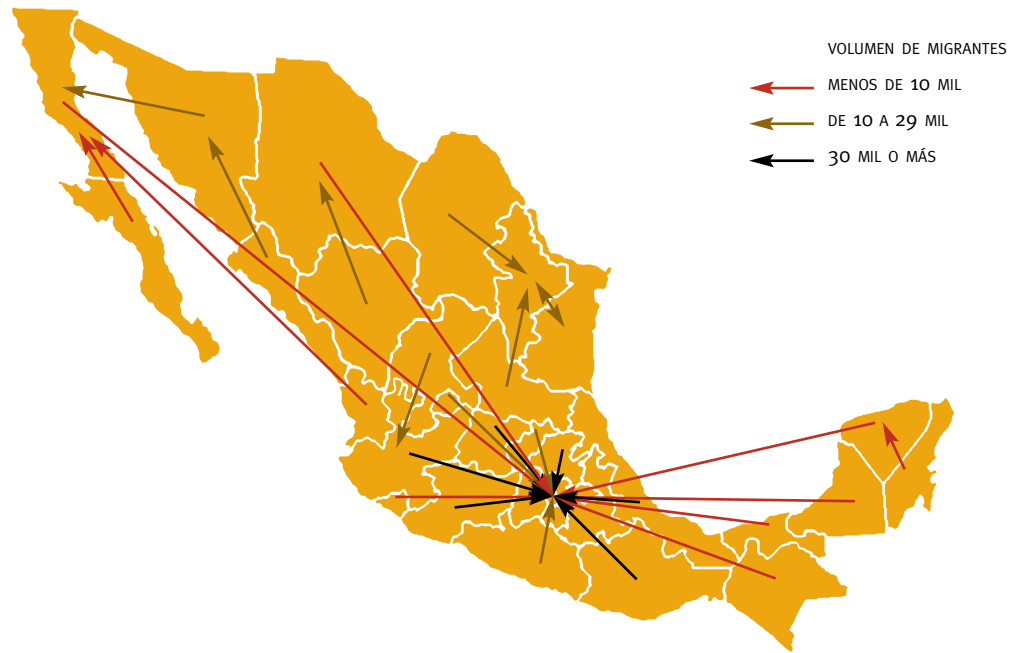 VOLUMEN DE MIGRANTES
MENOS DE 10 MIL
DE 10 A 29 MIL
30 MIL O MÁS